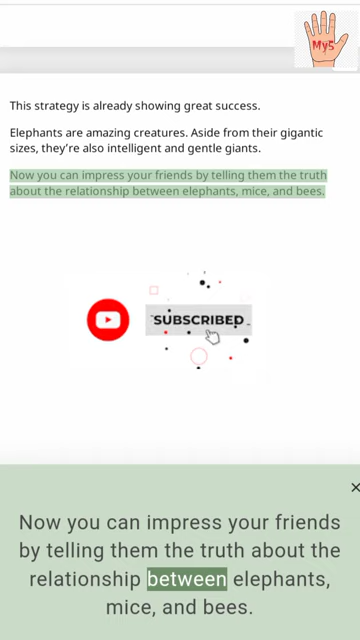 My5
This strategy is already showing great success.
Elephants are amazing creatures. Aside from their gigantic
sizes, they're also intelligent and gentle giants.
Now you can impress your friends by telling them the truth
about the relationship between elephants, mice, and bees.
SUBSCRIBED
Now you can impress your friends
by telling them the truth about the
relationship between elephants,
mice, and bees.